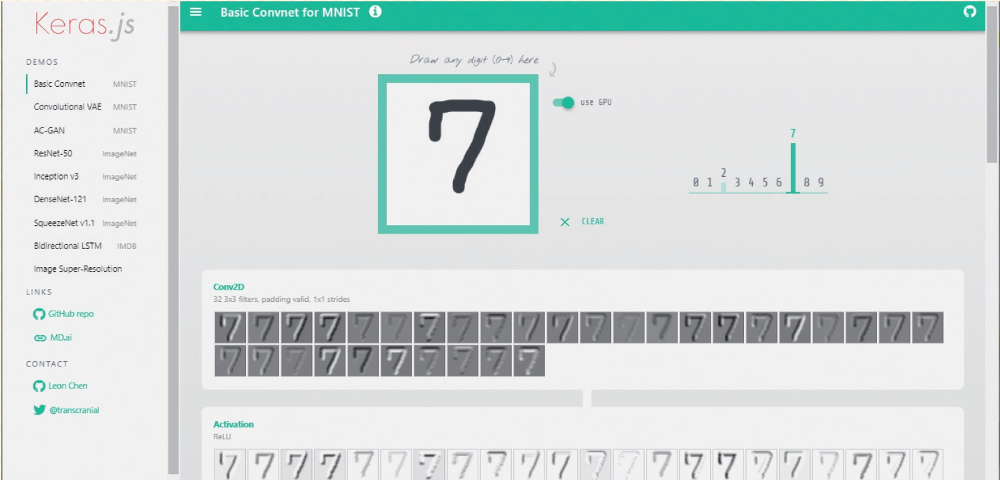 Keras.js
DEMOS
Basic Convnet MNIST
Convolutional VAE MNIST
AC-GAN MNIST
ResNet-50 ImageNet
Inception v3 ImageNet
DenseNet-121 ImageNet
SqueezeNet v1.1 ImageNet
Bidirectional LSTM IMDB
Image Super-Resolution
LINKS
GitHub repo
MD.ai
CONTACT
Leon Chen
@transcranial
Basic Convnet for MNIST
Draw any digit (0-9) here
7
use GPU
CLEAR
0 1 2 3 4 5 6 7 8 9
Conv2D
32 3x3 filters, padding valid, 1x1 strides
Activation
ReLU